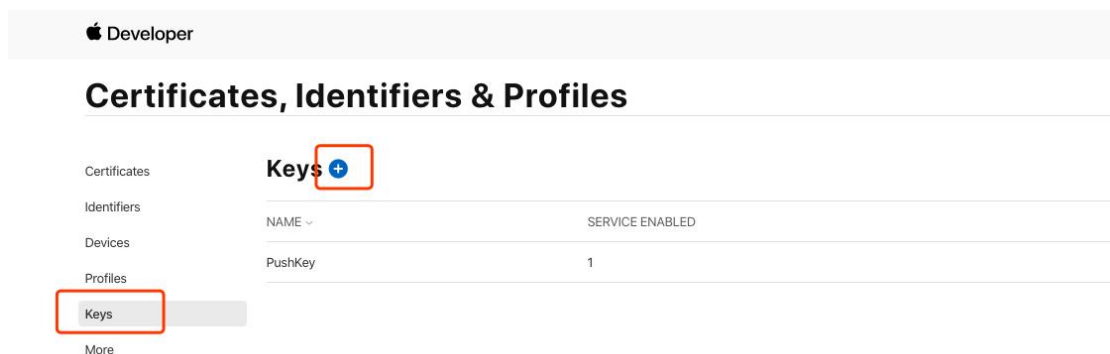 Developer
Certificates, Identifiers & Profiles
Certificates
Identifiers
Devices
Profiles
Keys
More
Keys
NAME
SERVICE ENABLED
PushKey
1